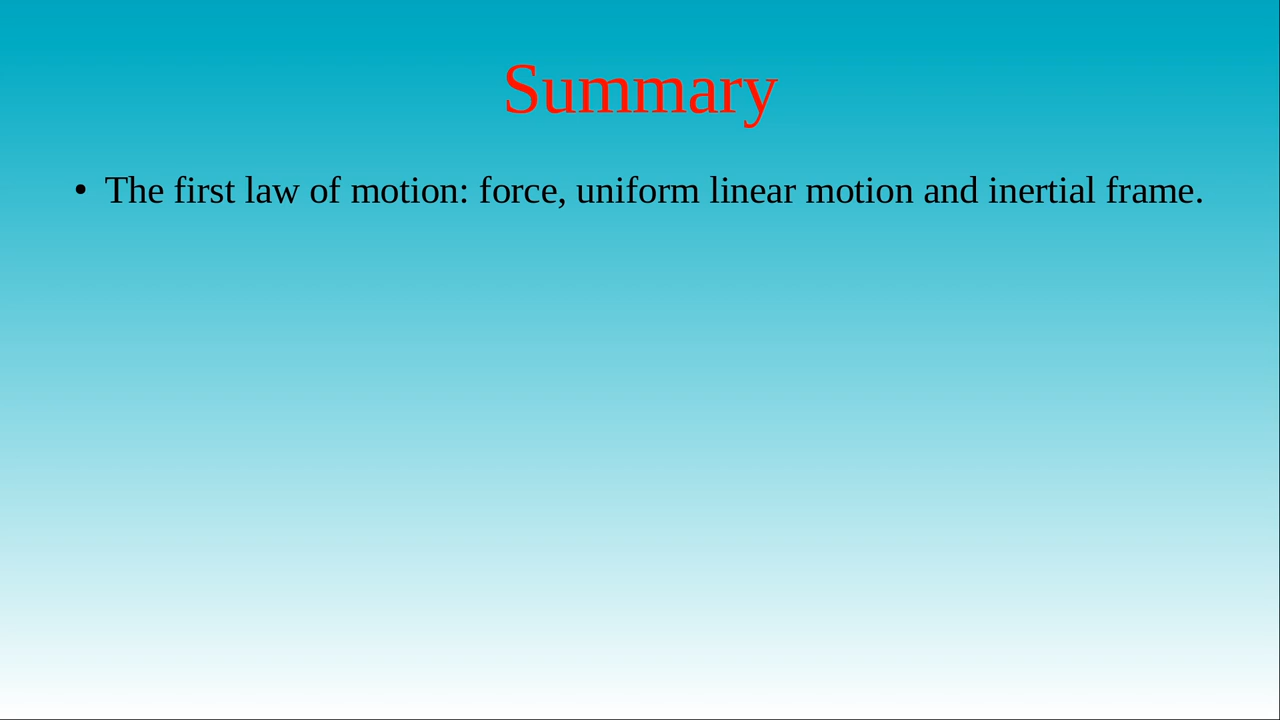 Summary
• The first law of motion: force, uniform linear motion and inertial frame.